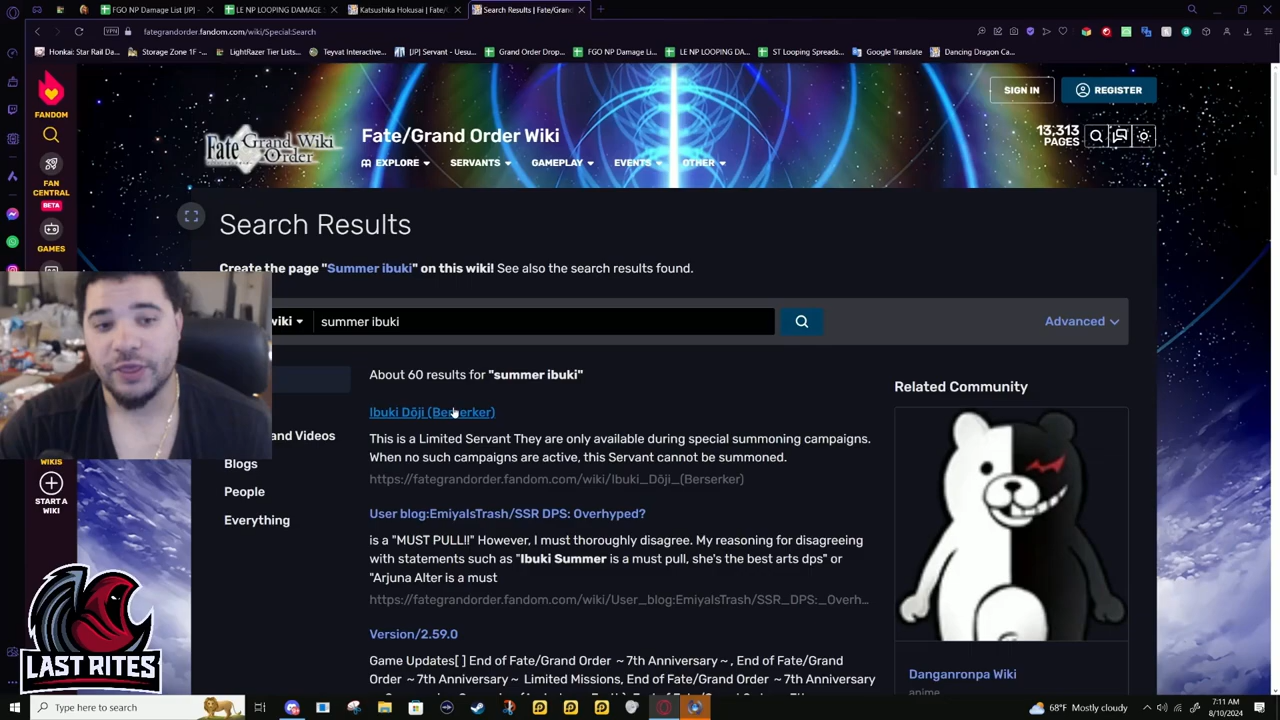 FGO NP Damage List [JP] -
LE NP LOOPING DAMAGE
Katsushika Hokusai | Fate/
Search Results | Fate/Grand
VPN
fategrandorder.fandom.com/wiki/Special:Search
Honkai: Star Rail Da...
Storage Zone 1F -...
LightRazer Tier Lists...
Teyvat Interactive...
[JP] Servant - Uesu...
Grand Order Drop...
FGO NP Damage Li...
LE NP LOOPING DA...
ST Looping Spreads...
Google Translate
Dancing Dragon Ca...
FANDOM
FAN
CENTRAL
BETA
GAMES
WIKIS
START A
WIKI
Fate Grand Wiki
Order
Fate/Grand Order Wiki
EXPLORE
SERVANTS
GAMEPLAY
EVENTS
OTHER
SIGN IN
REGISTER
13,313
PAGES
Search Results
Create the page "Summer ibuki" on this wiki! See also the search results found.
wiki
summer ibuki
Advanced
About 60 results for "summer ibuki"
Ibuki Dōji (Berserker)
This is a Limited Servant They are only available during special summoning campaigns.
When no such campaigns are active, this Servant cannot be summoned.
https://fategrandorder.fandom.com/wiki/Ibuki_Dōji_(Berserker)
and Videos
Blogs
People
Everything
User blog:EmiyaIsTrash/SSR DPS: Overhyped?
is a "MUST PULL!!" However, I must thoroughly disagree. My reasoning for disagreeing
with statements such as "Ibuki Summer is a must pull, she's the best arts dps" or
"Arjuna Alter is a must
https://fategrandorder.fandom.com/wiki/User_blog:EmiyaIsTrash/SSR_DPS:_Overh...
Version/2.59.0
Game Updates[ ] End of Fate/Grand Order ~7th Anniversary~, End of Fate/Grand
Order ~7th Anniversary~ Limited Missions, End of Fate/Grand Order ~7th Anniversary
Related Community
Danganronpa Wiki
anime
LAST RITES
Type here to search
68°F Mostly cloudy
7:11 AM
8/10/2024